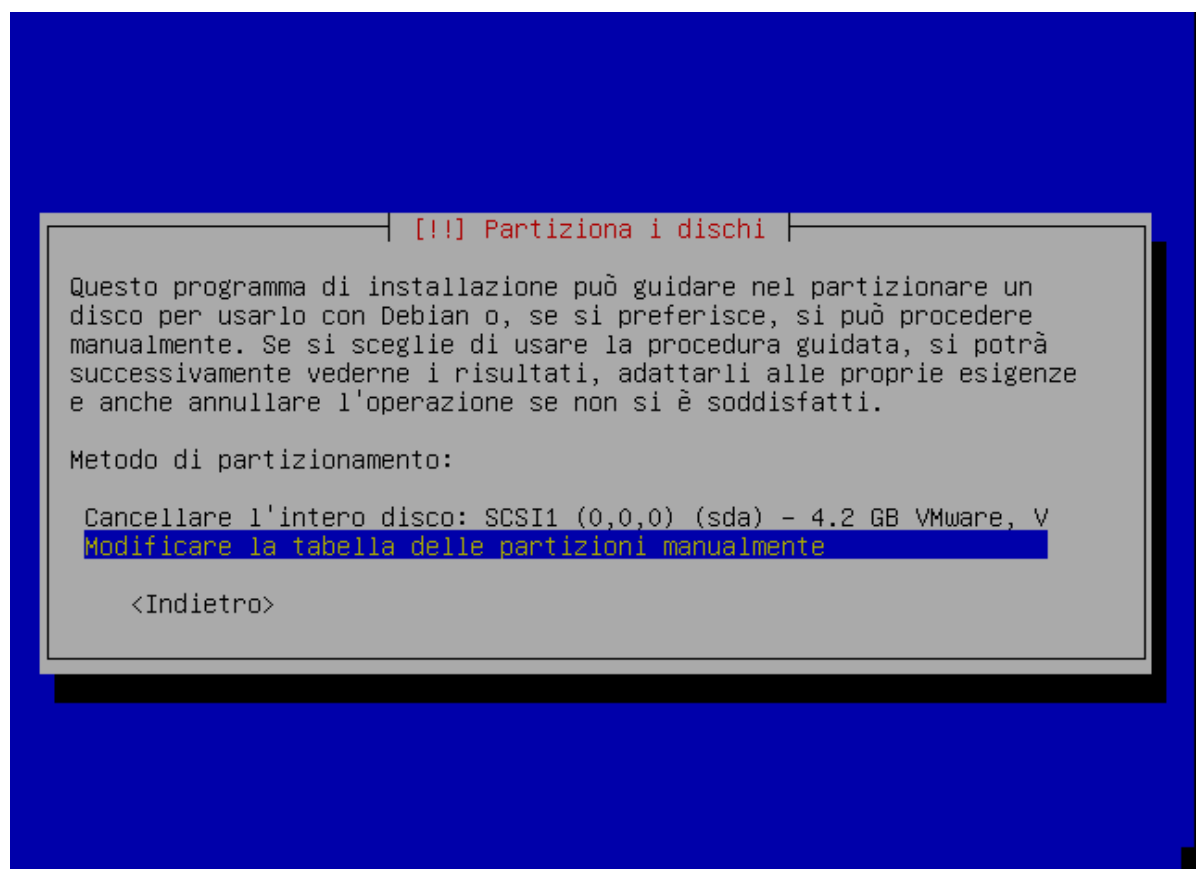 [!!] Partiziona i dischi
Questo programma di installazione può guidare nel partizionare un
disco per usarlo con Debian o, se si preferisce, si può procedere
manualmente. Se si sceglie di usare la procedura guidata, si potrà
successivamente vederne i risultati, adattarli alle proprie esigenze
e anche annullare l'operazione se non si è soddisfatti.
Metodo di partizionamento:
Cancellare l'intero disco: SCSI1 (0,0,0) (sda) – 4.2 GB VMware, V
Modificare la tabella delle partizioni manualmente
<Indietro>